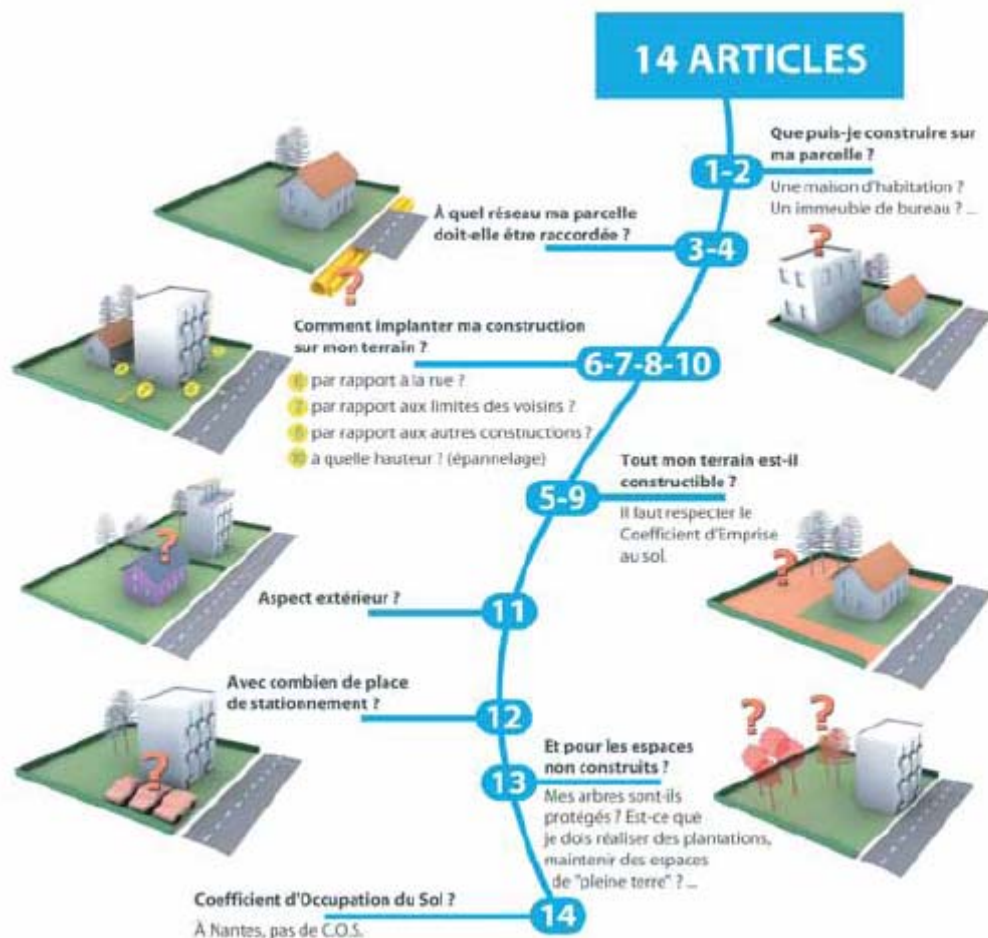 14 ARTICLES
Que puis-je construire sur
ma parcelle ?
1-2
Une maison d'habitation ?
Un immeuble de bureau ? ...
?
À quel réseau ma parcelle
doit-elle être raccordée ?
3-4
?
Comment implanter ma construction
sur mon terrain ?
6-7-8-10
6 par rapport à la rue ?
7 par rapport aux limites des voisins ?
8 par rapport aux autres constructions ?
10 à quelle hauteur ? (épannelage)
6 7 8
Tout mon terrain est-il
constructible ?
5-9
Il faut respecter le
Coefficient d'Emprise
au sol.
?
Aspect extérieur ?
11
?
Avec combien de place
de stationnement ?
12
?
Et pour les espaces
non construits ?
13
Mes arbres sont-ils
protégés ? Est-ce que
je dois réaliser des plantations,
maintenir des espaces
de "pleine terre" ? ...
? ?
Coefficient d'Occupation du Sol ?
14
À Nantes, pas de C.O.S.